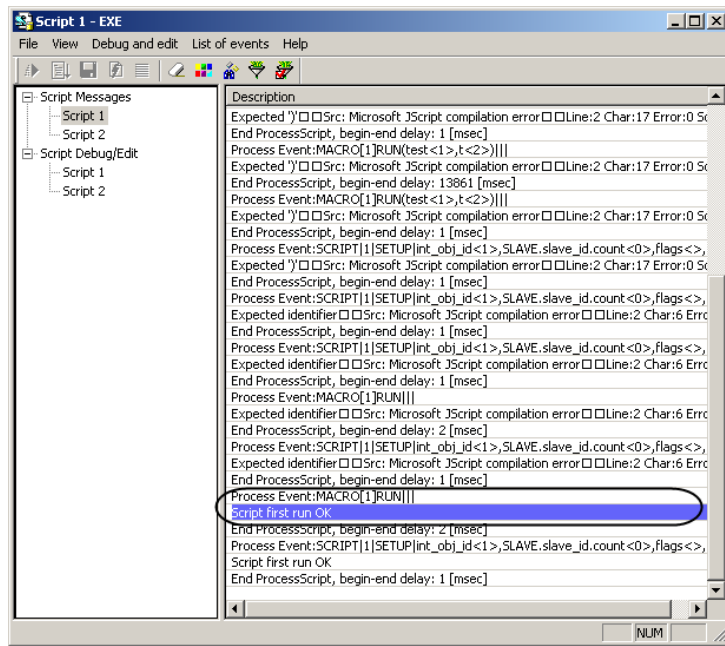 Script 1 - EXE
File View Debug and edit List of events Help
Script Messages
Script 1
Script 2
Script Debug/Edit
Script 1
Script 2
Description
Expected ')'□□Src: Microsoft JScript compilation error□□Line:2 Char:17 Error:0 Sc
End ProcessScript, begin-end delay: 1 [msec]
Process Event:MACRO[1]RUN(test<1>,t<2>)|||
Expected ')'□□Src: Microsoft JScript compilation error□□Line:2 Char:17 Error:0 Sc
End ProcessScript, begin-end delay: 13861 [msec]
Process Event:MACRO[1]RUN(test<1>,t<2>)|||
Expected ')'□□Src: Microsoft JScript compilation error□□Line:2 Char:17 Error:0 Sc
End ProcessScript, begin-end delay: 1 [msec]
Process Event:SCRIPT|1|SETUP|int_obj_id<1>,SLAVE.slave_id.count<0>,flags<>,
Expected ')'□□Src: Microsoft JScript compilation error□□Line:2 Char:17 Error:0 Sc
End ProcessScript, begin-end delay: 1 [msec]
Process Event:SCRIPT|1|SETUP|int_obj_id<1>,SLAVE.slave_id.count<0>,flags<>,
Expected identifier□□Src: Microsoft JScript compilation error□□Line:2 Char:6 Errc
End ProcessScript, begin-end delay: 1 [msec]
Process Event:SCRIPT|1|SETUP|int_obj_id<1>,SLAVE.slave_id.count<0>,flags<>,
Expected identifier□□Src: Microsoft JScript compilation error□□Line:2 Char:6 Errc
End ProcessScript, begin-end delay: 1 [msec]
Process Event:MACRO[1]RUN|||
Expected identifier□□Src: Microsoft JScript compilation error□□Line:2 Char:6 Errc
End ProcessScript, begin-end delay: 2 [msec]
Process Event:SCRIPT|1|SETUP|int_obj_id<1>,SLAVE.slave_id.count<0>,flags<>,
Expected identifier□□Src: Microsoft JScript compilation error□□Line:2 Char:6 Errc
End ProcessScript, begin-end delay: 1 [msec]
Process Event:MACRO[1]RUN|||
Script first run OK
End ProcessScript, begin-end delay: 2 [msec]
Process Event:SCRIPT|1|SETUP|int_obj_id<1>,SLAVE.slave_id.count<0>,flags<>,
Script first run OK
End ProcessScript, begin-end delay: 1 [msec]
NUM